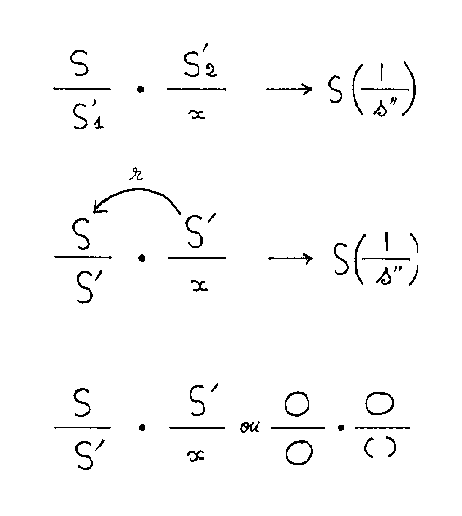 S/S'1 · S'2/x → S(1/s")
r
S/S' · S'/x → S(1/s")
S/S' · S'/x ou O/O · O/( )